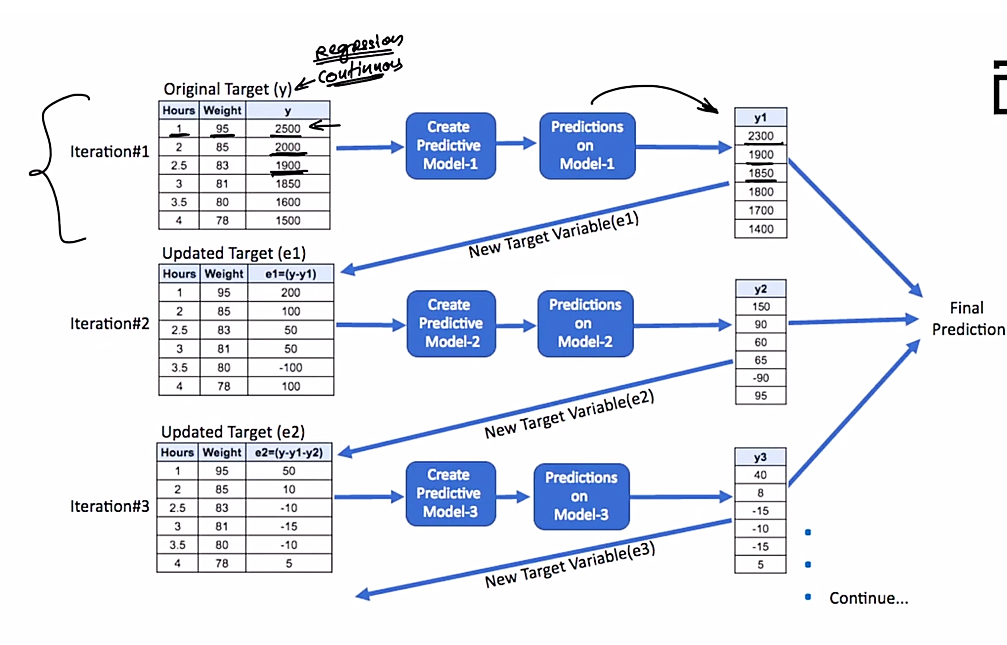 Regression
Continuous
Original Target (y)
Hours Weight y
1 95 2500
2 85 2000
2.5 83 1900
3 81 1850
3.5 80 1600
4 78 1500
Iteration#1
Create
Predictive
Model-1
Predictions
on
Model-1
y1
2300
1900
1850
1800
1700
1400
New Target Variable(e1)
Updated Target (e1)
Hours Weight e1=(y-y1)
1 95 200
2 85 100
2.5 83 50
3 81 50
3.5 80 -100
4 78 100
Iteration#2
Create
Predictive
Model-2
Predictions
on
Model-2
y2
150
90
60
65
-90
95
Final
Prediction
New Target Variable(e2)
Updated Target (e2)
Hours Weight e2=(y-y1-y2)
1 95 50
2 85 10
2.5 83 -10
3 81 -15
3.5 80 -10
4 78 5
Iteration#3
Create
Predictive
Model-3
Predictions
on
Model-3
y3
40
8
-15
-10
-15
5
New Target Variable(e3)
Continue...